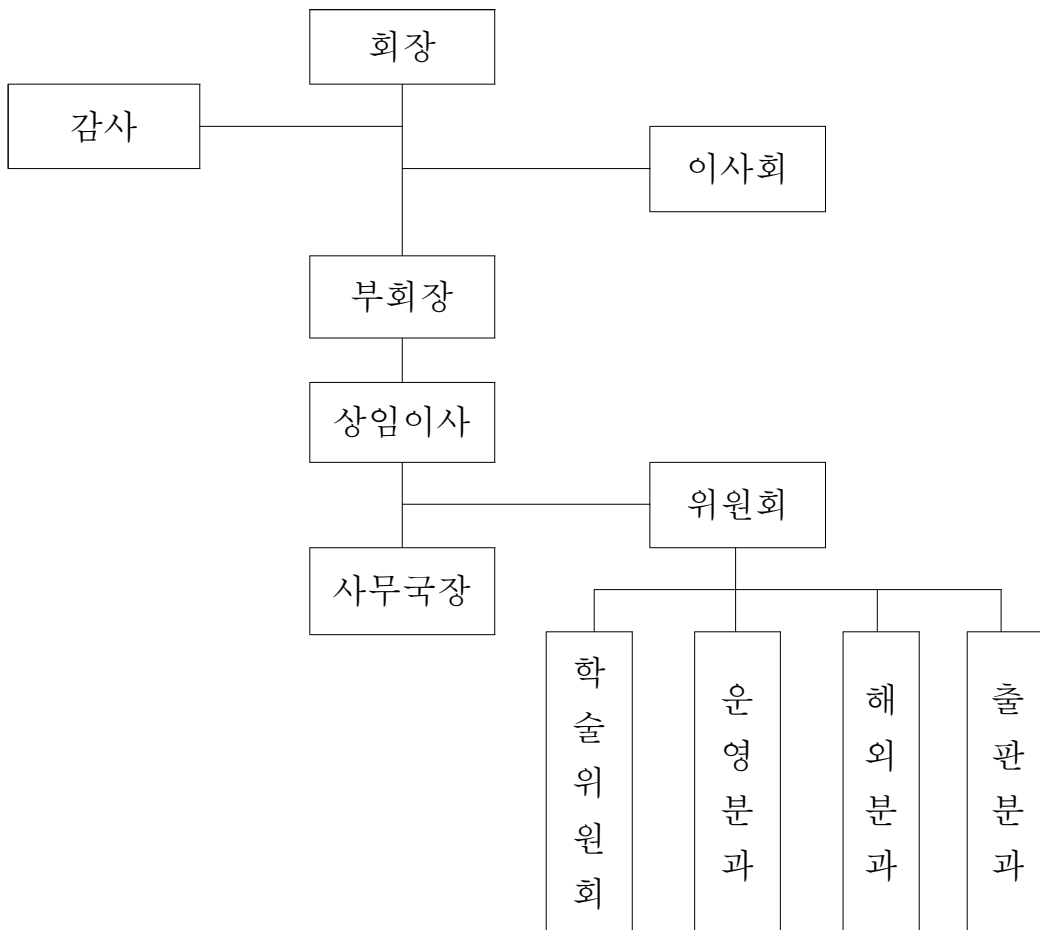 회장
감사
이사회
부회장
상임이사
위원회
사무국장
학술위원회
운영분과
해외분과
출판분과